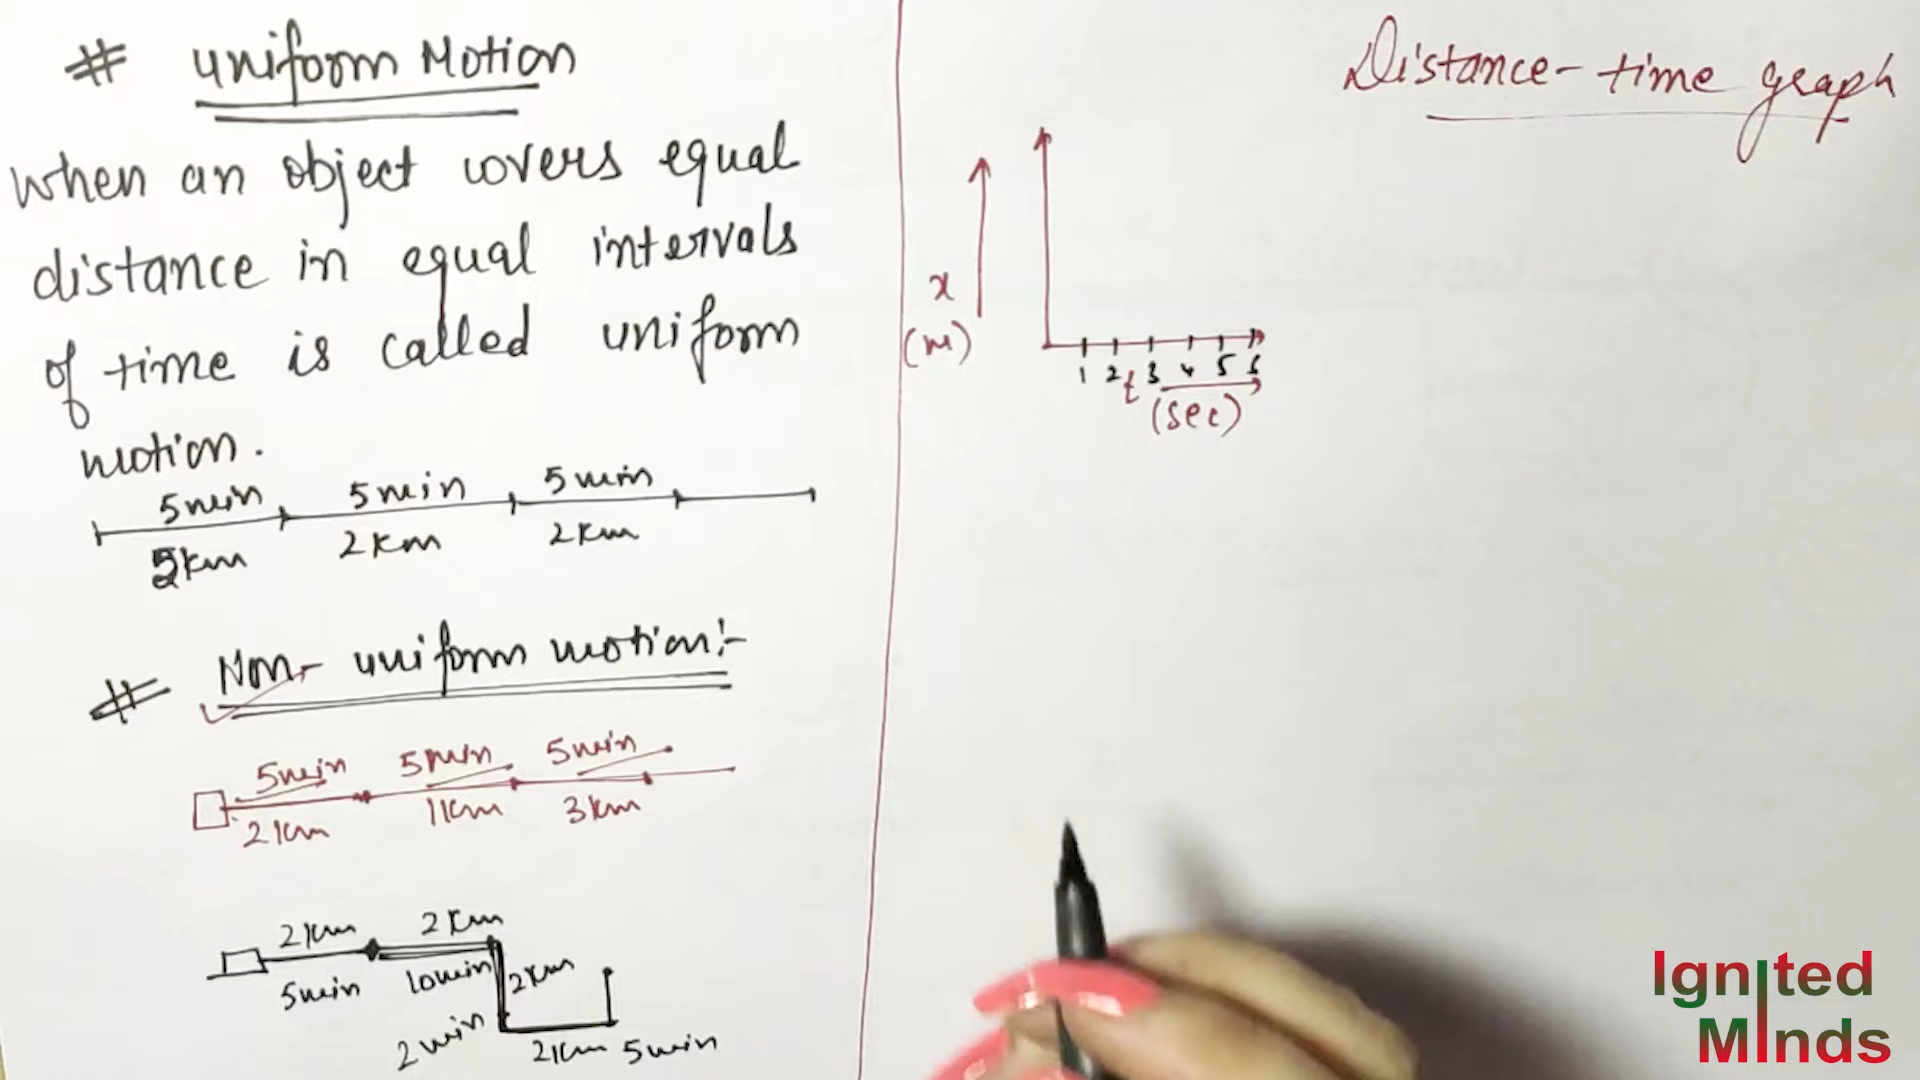 # uniform Motion
when an object covers equal
distance in equal intervals
of time is called uniform
motion.
5min 5min 5min
2km 2km
# Non- uniform motion:-
5min 5min 5min
2km 1km 3km
2km 2km
5min 10min 2km
2min
2km 5min
Distance-time graph
x
(m)
1 2 3 4 5 6
t
(sec)
Ignited
Minds